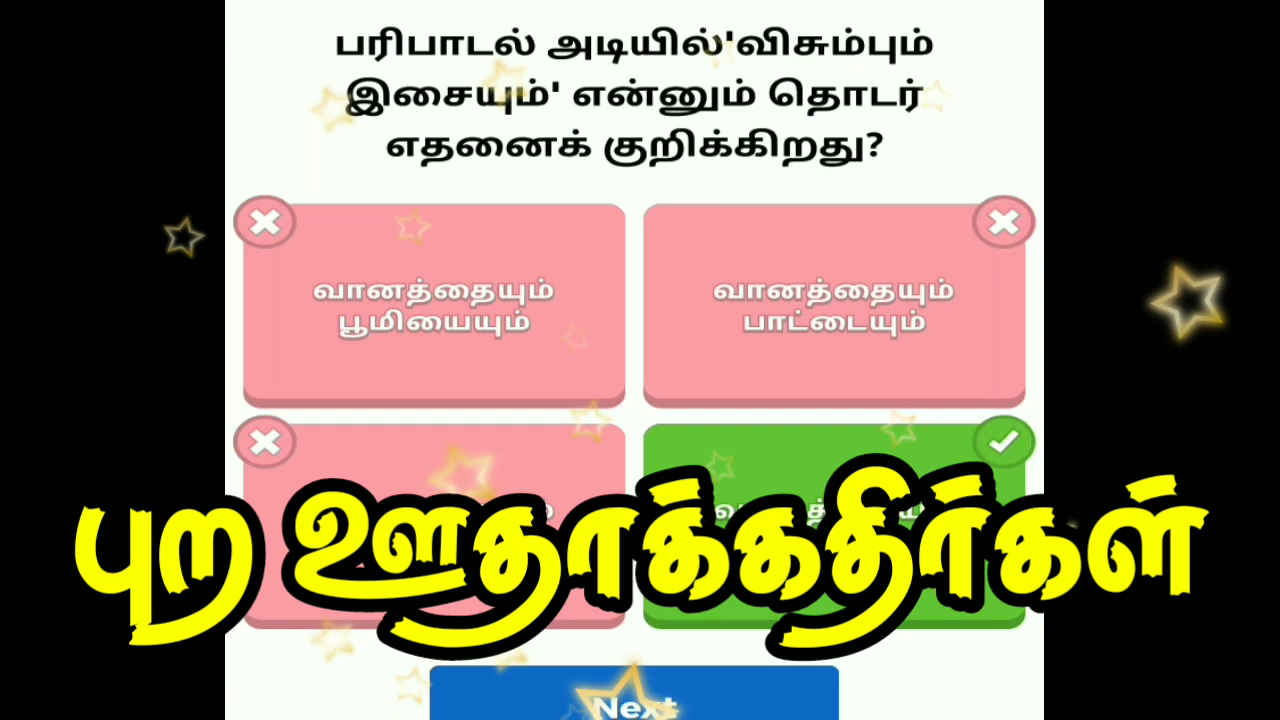 பரிபாடல் அடியில்'விசும்பும்
இசையும்' என்னும் தொடர்
எதனைக் குறிக்கிறது?
வானத்தையும்
பூமியையும்
வானத்தையும்
பாட்டையும்
புற ஊதாக்கதிர்கள்
Next